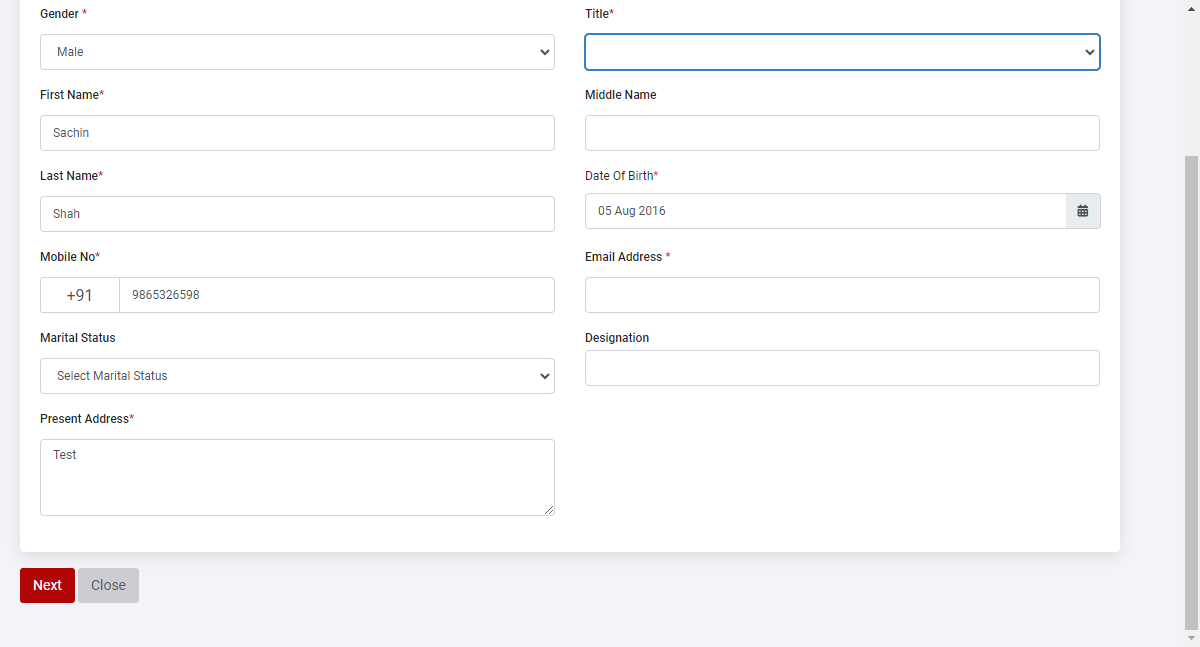 Gender *
Title*
Male
First Name*
Middle Name
Sachin
Last Name*
Date Of Birth*
Shah
05 Aug 2016
Mobile No*
Email Address *
+91 9865326598
Marital Status
Designation
Select Marital Status
Present Address*
Test
Next Close